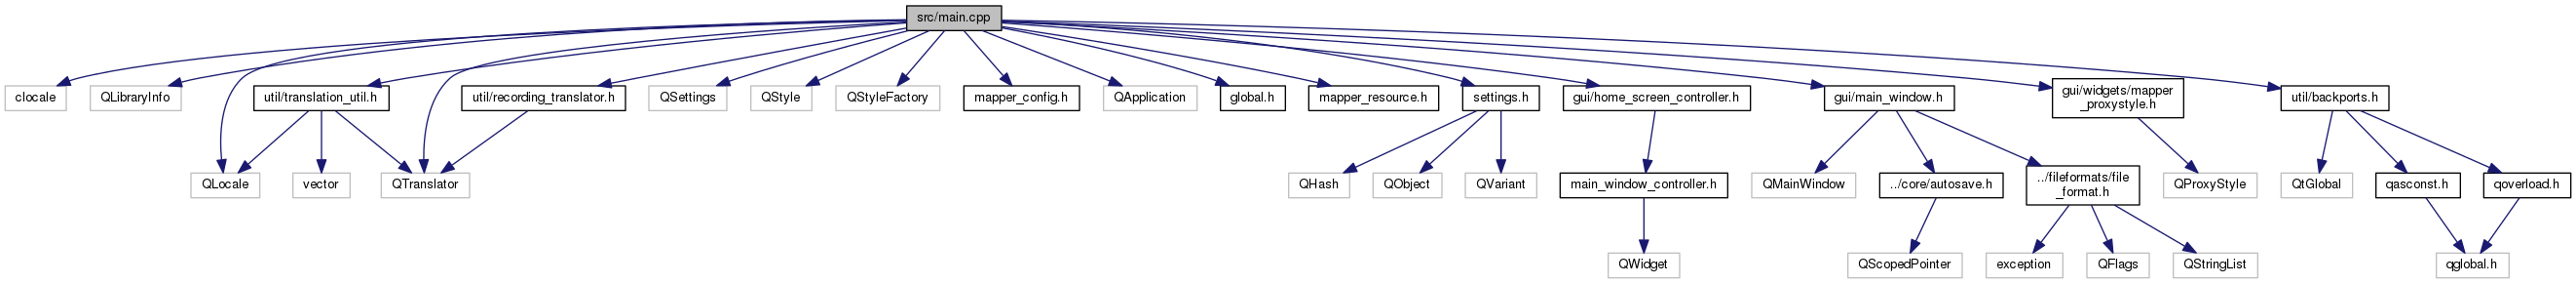 src/main.cpp
clocale
QLibraryInfo
util/translation_util.h
util/recording_translator.h
QSettings
QStyle
QStyleFactory
mapper_config.h
QApplication
global.h
mapper_resource.h
settings.h
gui/home_screen_controller.h
gui/main_window.h
gui/widgets/mapper
_proxystyle.h
util/backports.h
QLocale
vector
QTranslator
QHash
QObject
QVariant
main_window_controller.h
QMainWindow
../core/autosave.h
../fileformats/file
_format.h
QProxyStyle
QtGlobal
qasconst.h
qoverload.h
QWidget
QScopedPointer
exception
QFlags
QStringList
qglobal.h